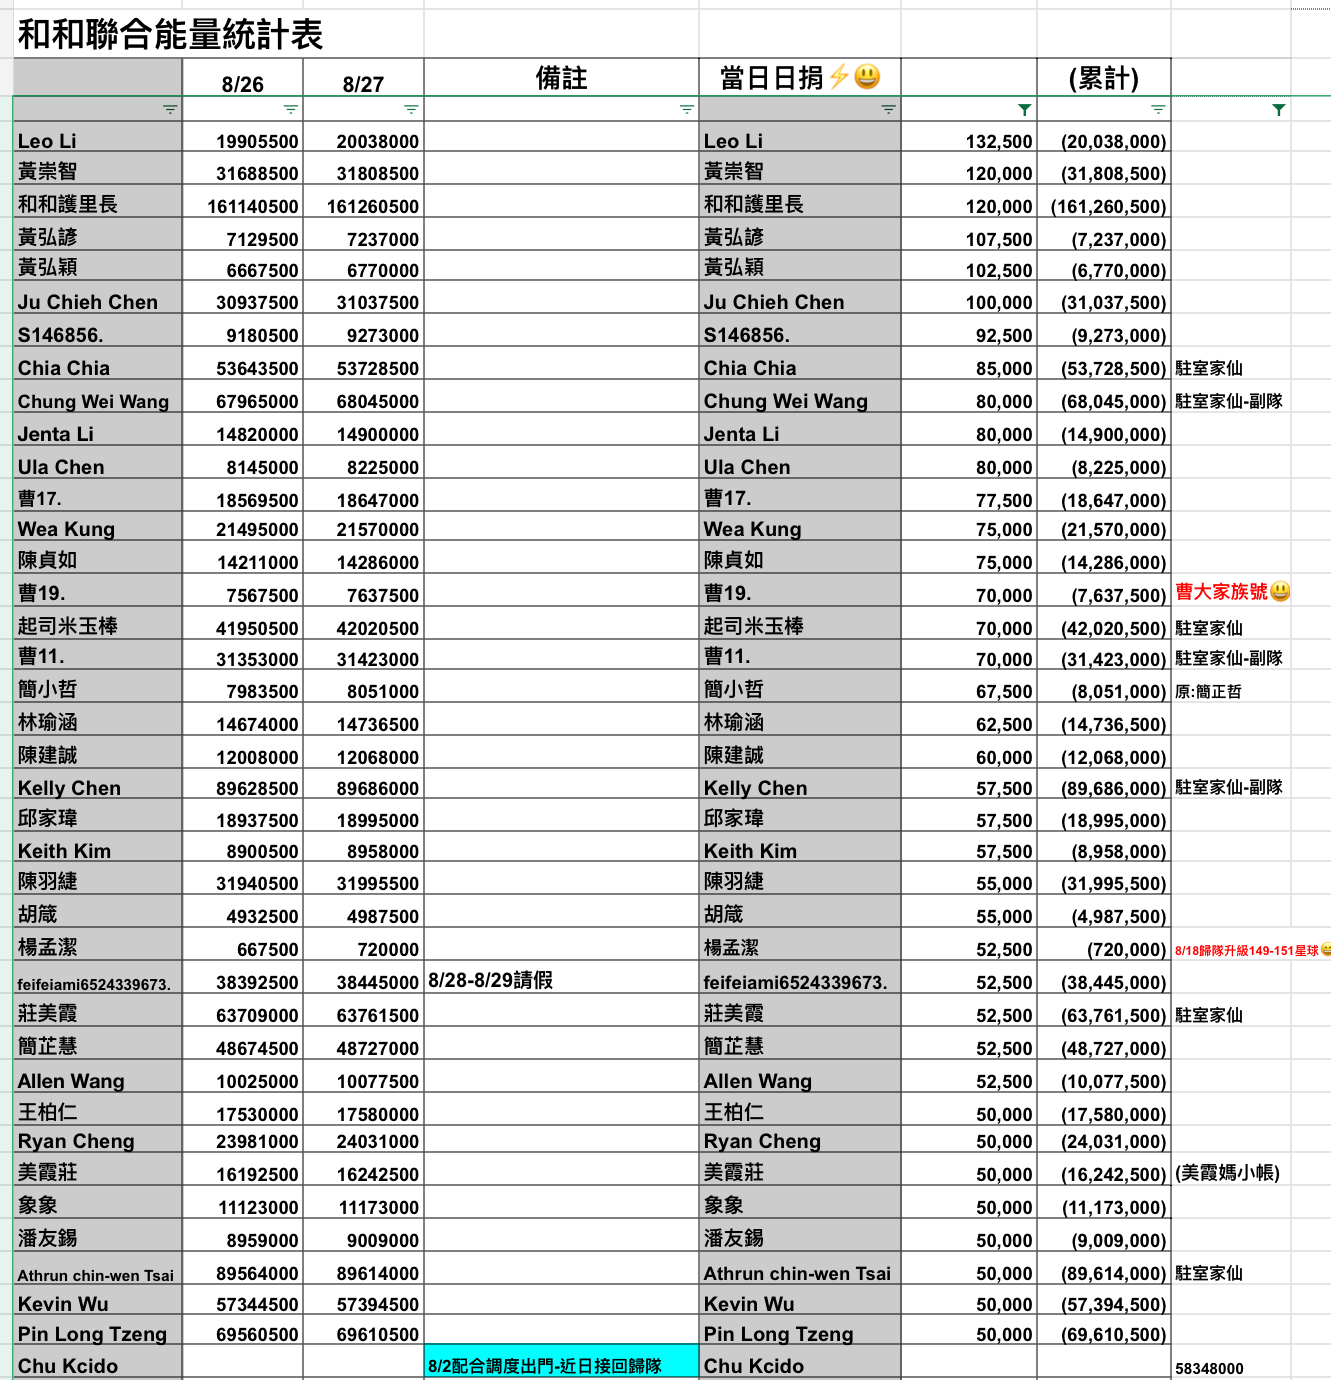 和和聯合能量統計表
8/26 8/27 備註 當日日捐⚡😃 (累計)
Leo Li 19905500 20038000 Leo Li 132,500 (20,038,000)
黃崇智 31688500 31808500 黃崇智 120,000 (31,808,500)
和和護里長 161140500 161260500 和和護里長 120,000 (161,260,500)
黃弘諺 7129500 7237000 黃弘諺 107,500 (7,237,000)
黃弘穎 6667500 6770000 黃弘穎 102,500 (6,770,000)
Ju Chieh Chen 30937500 31037500 Ju Chieh Chen 100,000 (31,037,500)
S146856. 9180500 9273000 S146856. 92,500 (9,273,000)
Chia Chia 53643500 53728500 Chia Chia 85,000 (53,728,500) 駐室家仙
Chung Wei Wang 67965000 68045000 Chung Wei Wang 80,000 (68,045,000) 駐室家仙-副隊
Jenta Li 14820000 14900000 Jenta Li 80,000 (14,900,000)
Ula Chen 8145000 8225000 Ula Chen 80,000 (8,225,000)
曹17. 18569500 18647000 曹17. 77,500 (18,647,000)
Wea Kung 21495000 21570000 Wea Kung 75,000 (21,570,000)
陳貞如 14211000 14286000 陳貞如 75,000 (14,286,000)
曹19. 7567500 7637500 曹19. 70,000 (7,637,500) 曹大家族號😃
起司米玉棒 41950500 42020500 起司米玉棒 70,000 (42,020,500) 駐室家仙
曹11. 31353000 31423000 曹11. 70,000 (31,423,000) 駐室家仙-副隊
簡小哲 7983500 8051000 簡小哲 67,500 (8,051,000) 原:簡正哲
林瑜涵 14674000 14736500 林瑜涵 62,500 (14,736,500)
陳建誠 12008000 12068000 陳建誠 60,000 (12,068,000)
Kelly Chen 89628500 89686000 Kelly Chen 57,500 (89,686,000) 駐室家仙-副隊
邱家瑋 18937500 18995000 邱家瑋 57,500 (18,995,000)
Keith Kim 8900500 8958000 Keith Kim 57,500 (8,958,000)
陳羽緁 31940500 31995500 陳羽緁 55,000 (31,995,500)
胡箴 4932500 4987500 胡箴 55,000 (4,987,500)
楊孟潔 667500 720000 楊孟潔 52,500 (720,000) 8/18歸隊升級149-151星球😄
feifeiami6524339673. 38392500 38445000 8/28-8/29請假 feifeiami6524339673. 52,500 (38,445,000)
莊美霞 63709000 63761500 莊美霞 52,500 (63,761,500) 駐室家仙
簡芷慧 48674500 48727000 簡芷慧 52,500 (48,727,000)
Allen Wang 10025000 10077500 Allen Wang 52,500 (10,077,500)
王柏仁 17530000 17580000 王柏仁 50,000 (17,580,000)
Ryan Cheng 23981000 24031000 Ryan Cheng 50,000 (24,031,000)
美霞莊 16192500 16242500 美霞莊 50,000 (16,242,500) (美霞媽小帳)
象象 11123000 11173000 象象 50,000 (11,173,000)
潘友錫 8959000 9009000 潘友錫 50,000 (9,009,000)
Athrun chin-wen Tsai 89564000 89614000 Athrun chin-wen Tsai 50,000 (89,614,000) 駐室家仙
Kevin Wu 57344500 57394500 Kevin Wu 50,000 (57,394,500)
Pin Long Tzeng 69560500 69610500 Pin Long Tzeng 50,000 (69,610,500)
Chu Kcido 8/2配合調度出門-近日接回歸隊 Chu Kcido 58348000